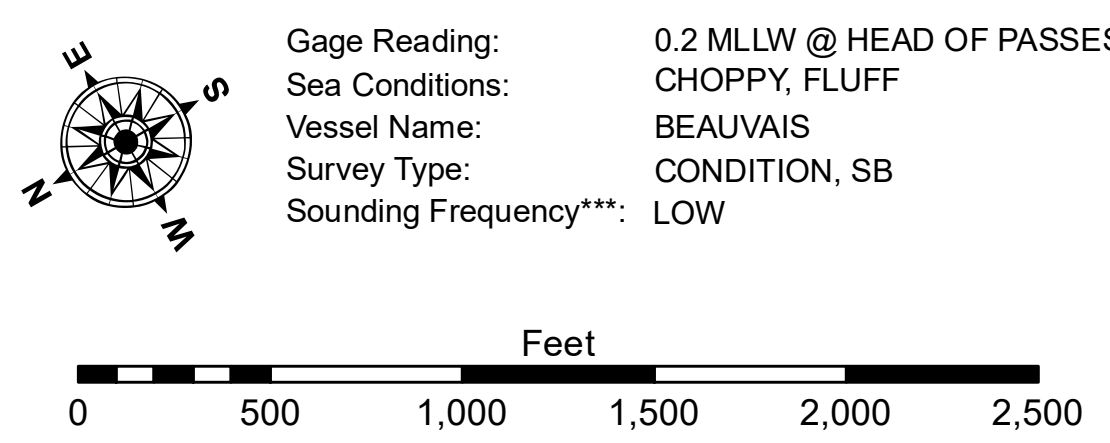 E
S
N
W
Gage Reading: 0.2 MLLW @ HEAD OF PASSES
Sea Conditions: CHOPPY, FLUFF
Vessel Name: BEAUVAIS
Survey Type: CONDITION, SB
Sounding Frequency***: LOW
Feet
0 500 1,000 1,500 2,000 2,500